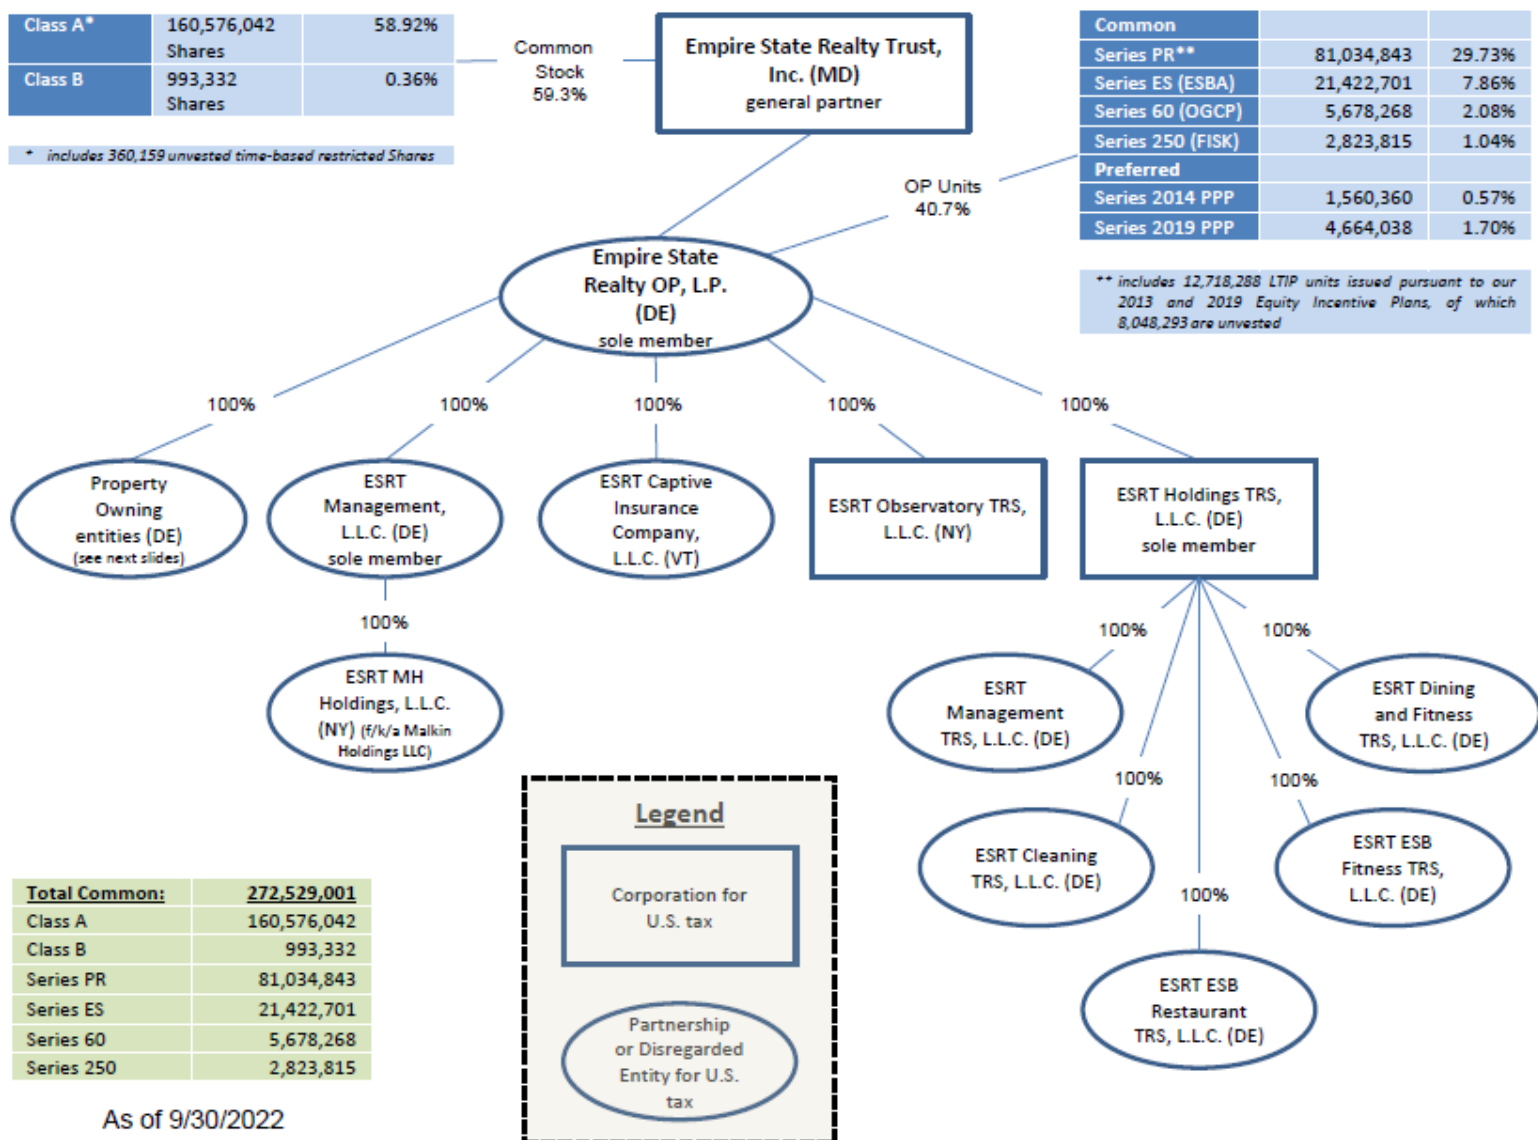 Class A* 160,576,042 Shares 58.92%
Class B 993,332 Shares 0.36%
* includes 360,159 unvested time-based restricted Shares
Common
Stock
59.3%
Empire State Realty Trust,
Inc. (MD)
general partner
Common
Series PR** 81,034,843 29.73%
Series ES (ESBA) 21,422,701 7.86%
Series 60 (OGCP) 5,678,268 2.08%
Series 250 (FISK) 2,823,815 1.04%
Preferred
Series 2014 PPP 1,560,360 0.57%
Series 2019 PPP 4,664,038 1.70%
** includes 12,718,288 LTIP units issued pursuant to our
2013 and 2019 Equity Incentive Plans, of which
8,048,293 are unvested
OP Units
40.7%
Empire State
Realty OP, L.P.
(DE)
sole member
100% 100% 100% 100% 100%
Property
Owning
entities (DE)
(see next slides)
ESRT
Management,
L.L.C. (DE)
sole member
ESRT Captive
Insurance
Company,
L.L.C. (VT)
ESRT Observatory TRS,
L.L.C. (NY)
ESRT Holdings TRS,
L.L.C. (DE)
sole member
100%
ESRT MH
Holdings, L.L.C.
(NY) (f/k/a Malkin
Holdings LLC)
100% 100%
ESRT
Management
TRS, L.L.C. (DE)
ESRT Dining
and Fitness
TRS, L.L.C. (DE)
100% 100%
ESRT Cleaning
TRS, L.L.C. (DE)
ESRT ESB
Fitness TRS,
L.L.C. (DE)
100%
ESRT ESB
Restaurant
TRS, L.L.C. (DE)
Legend
Corporation for
U.S. tax
Partnership
or Disregarded
Entity for U.S.
tax
Total Common: 272,529,001
Class A 160,576,042
Class B 993,332
Series PR 81,034,843
Series ES 21,422,701
Series 60 5,678,268
Series 250 2,823,815
As of 9/30/2022